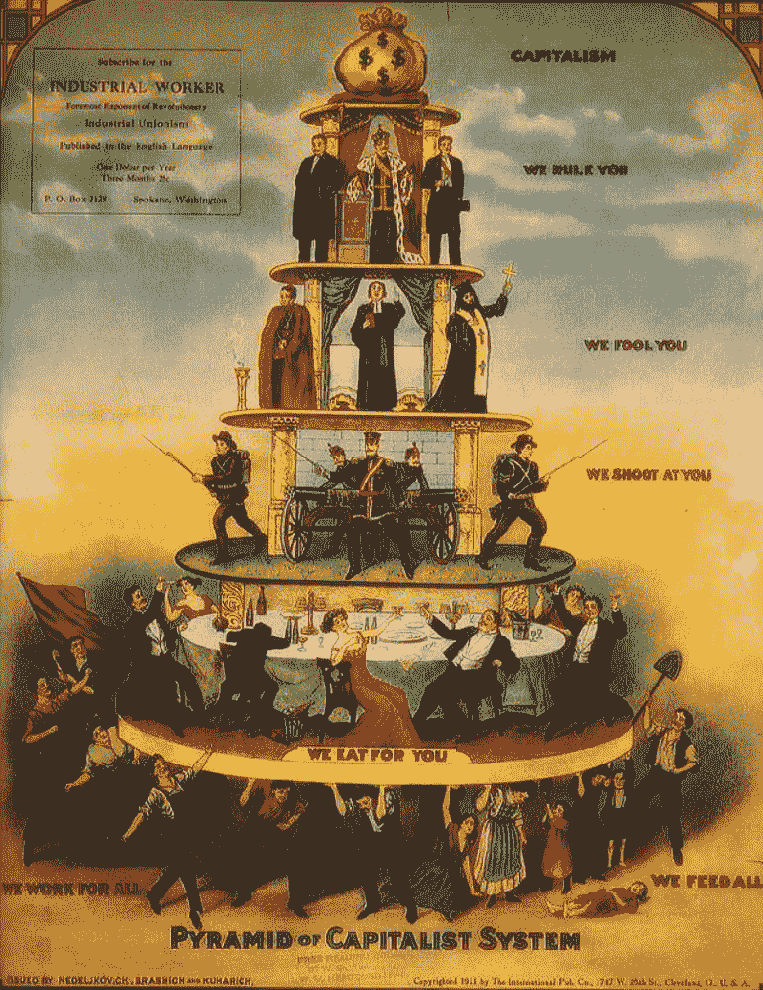 Subscribe for the
INDUSTRIAL WORKER
Foremost Exponent of Revolutionary
Industrial Unionism
Published in the English Language
One Dollar per Year
Three Months 25c
P. O. Box 2129 Spokane, Washington
CAPITALISM
WE RULE YOU
WE FOOL YOU
WE SHOOT AT YOU
WE EAT FOR YOU
WE WORK FOR ALL
WE FEED ALL
PYRAMID OF CAPITALIST SYSTEM
ISSUED BY NEDELJKOVICH, BRASHICH AND KUHARICH.
Copyrighted 1911 by The International Pub. Co., 747 W. 25th St., Cleveland, O., U. S. A.